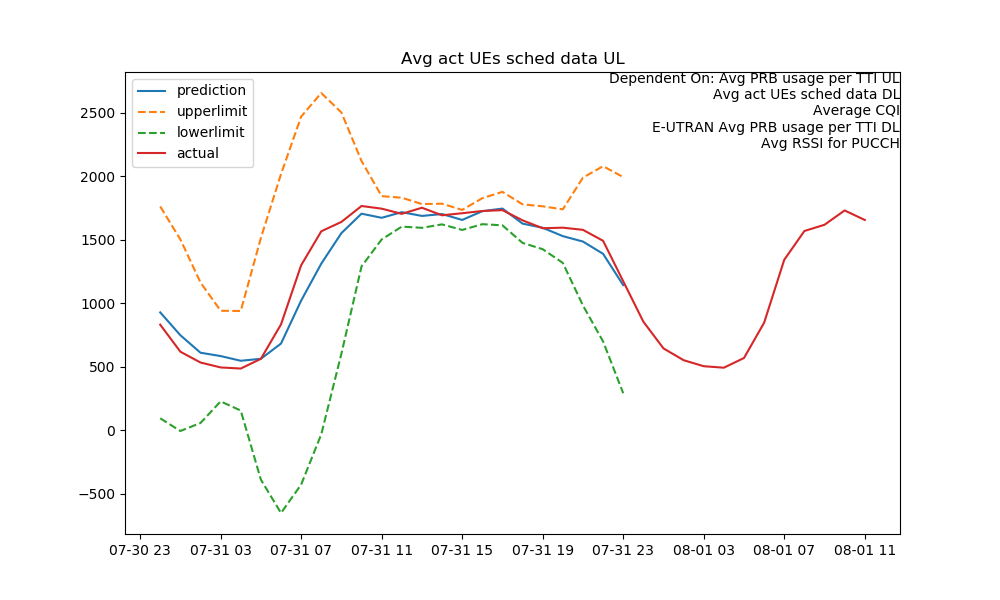 Avg act UEs sched data UL
prediction
upperlimit
lowerlimit
actual
Dependent On: Avg PRB usage per TTI UL
Avg act UEs sched data DL
Average CQI
E-UTRAN Avg PRB usage per TTI DL
Avg RSSI for PUCCH
2500
2000
1500
1000
500
0
−500
07-30 23 07-31 03 07-31 07 07-31 11 07-31 15 07-31 19 07-31 23 08-01 03 08-01 07 08-01 11